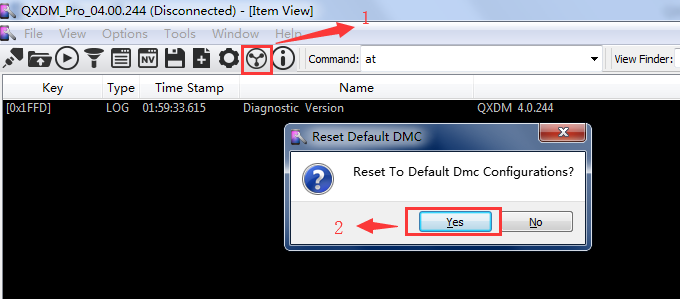 QXDM_Pro_04.00.244 (Disconnected) - [Item View]
1
File View Options Tools Window Help
NV Command: at View Finder:
Key Type Time Stamp Name
[0x1FFD] LOG 01:59:33.615 Diagnostic Version QXDM 4.0.244
Reset Default DMC
Reset To Default Dmc Configurations?
2 Yes No